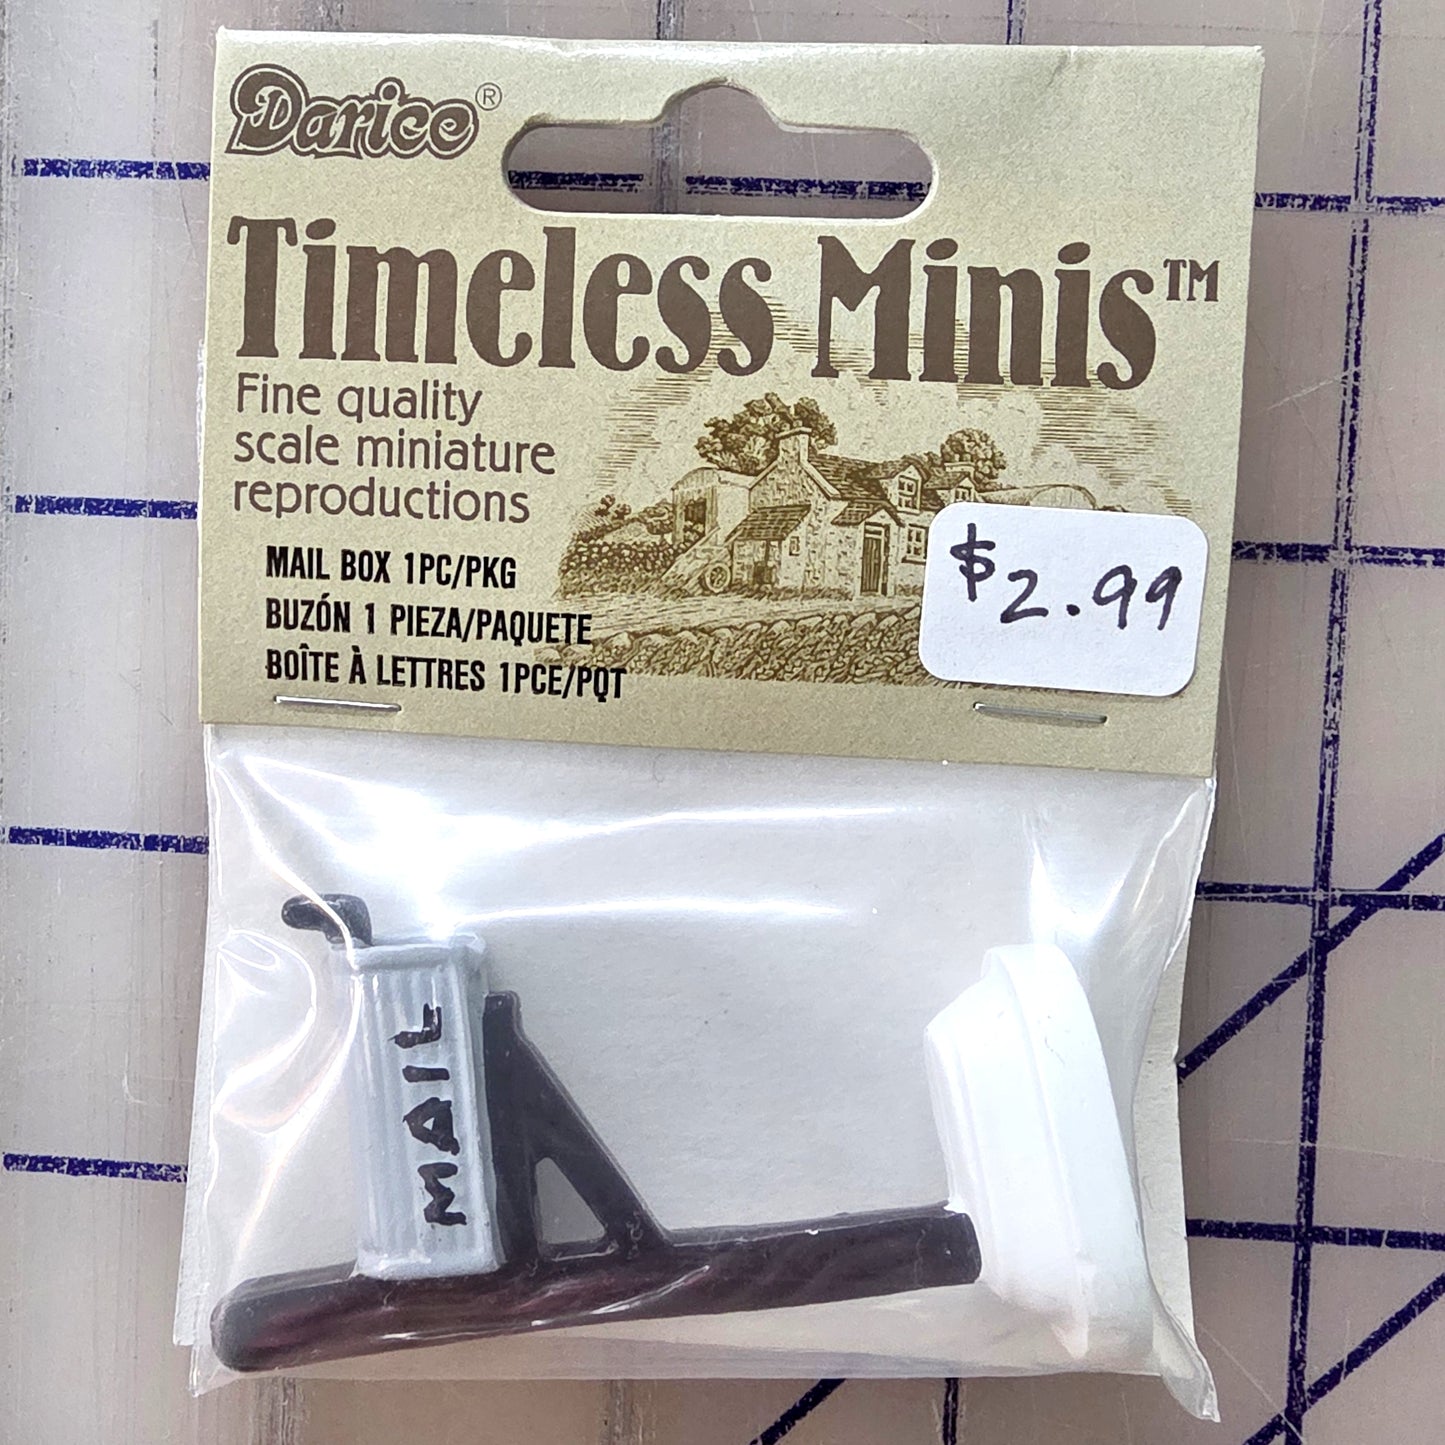 Darice®
Timeless Minis™
Fine quality
scale miniature
reproductions
MAIL BOX 1PC/PKG
BUZÓN 1 PIEZA/PAQUETE
BOÎTE À LETTRES 1PCE/PQT
$2.99
MAIL